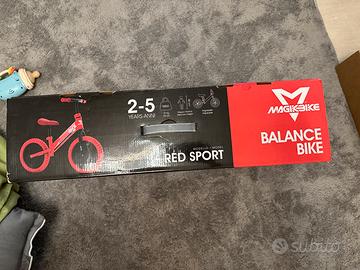 2-5
YEARS-ANNI
RED SPORT
MAGIKBIKE
BALANCE
BIKE
subito